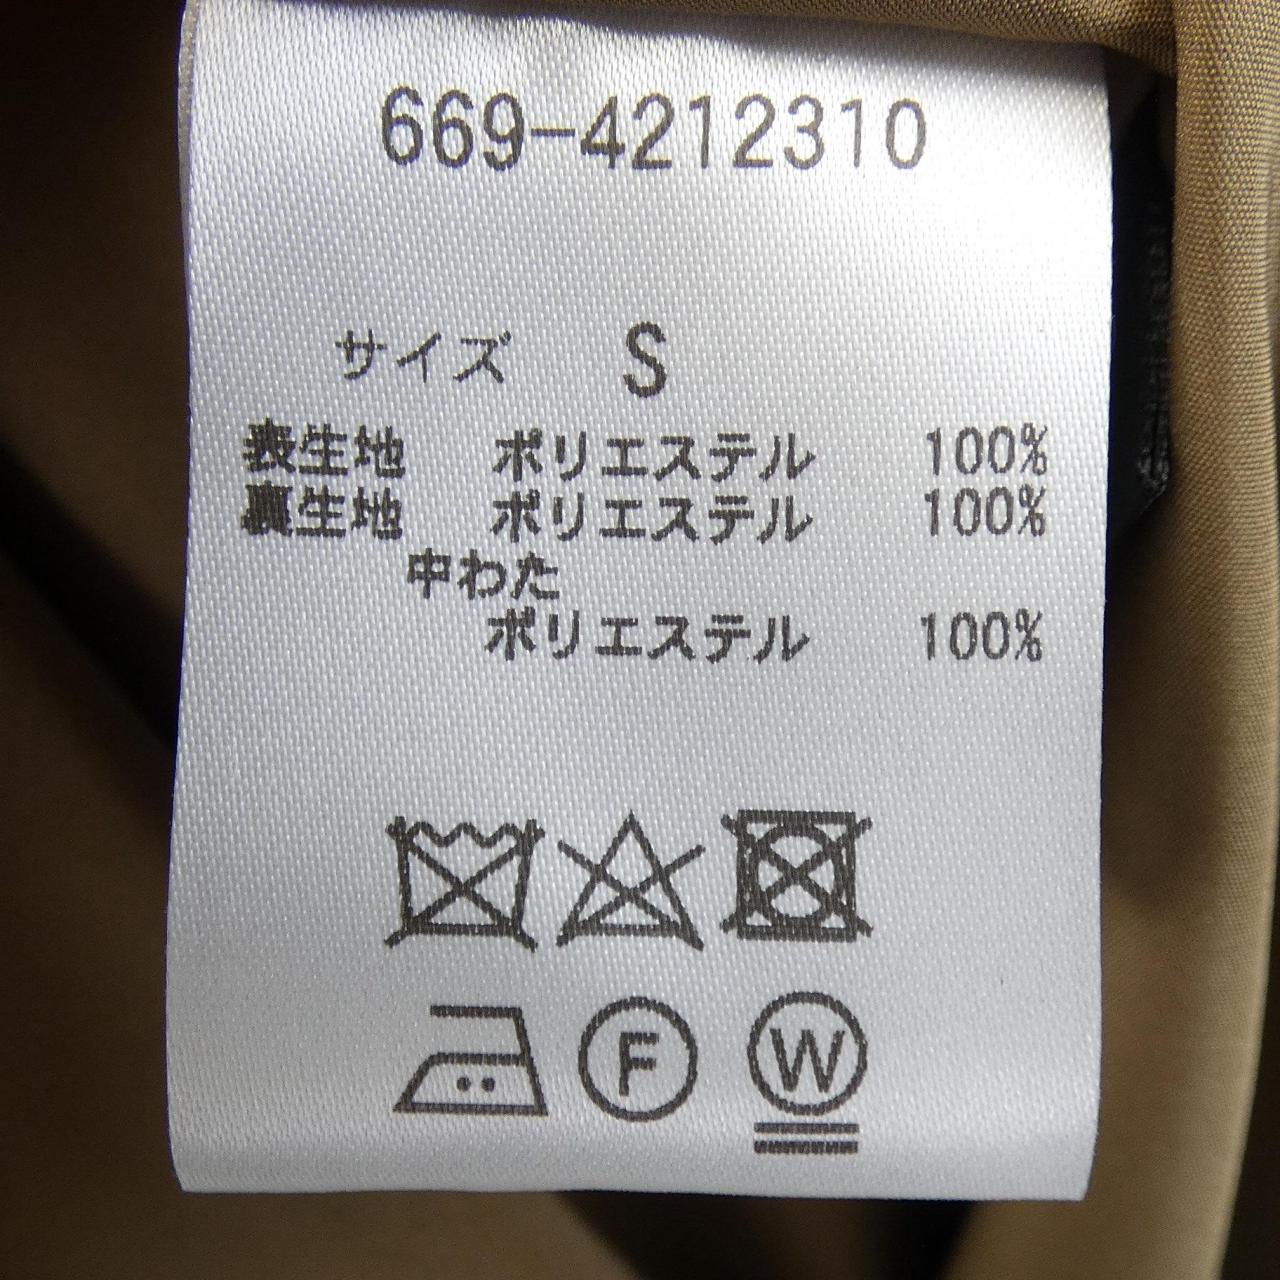 669-4212310
サイズ S
表生地 ポリエステル 100%
裏生地 ポリエステル 100%
中わた
ポリエステル 100%
F W